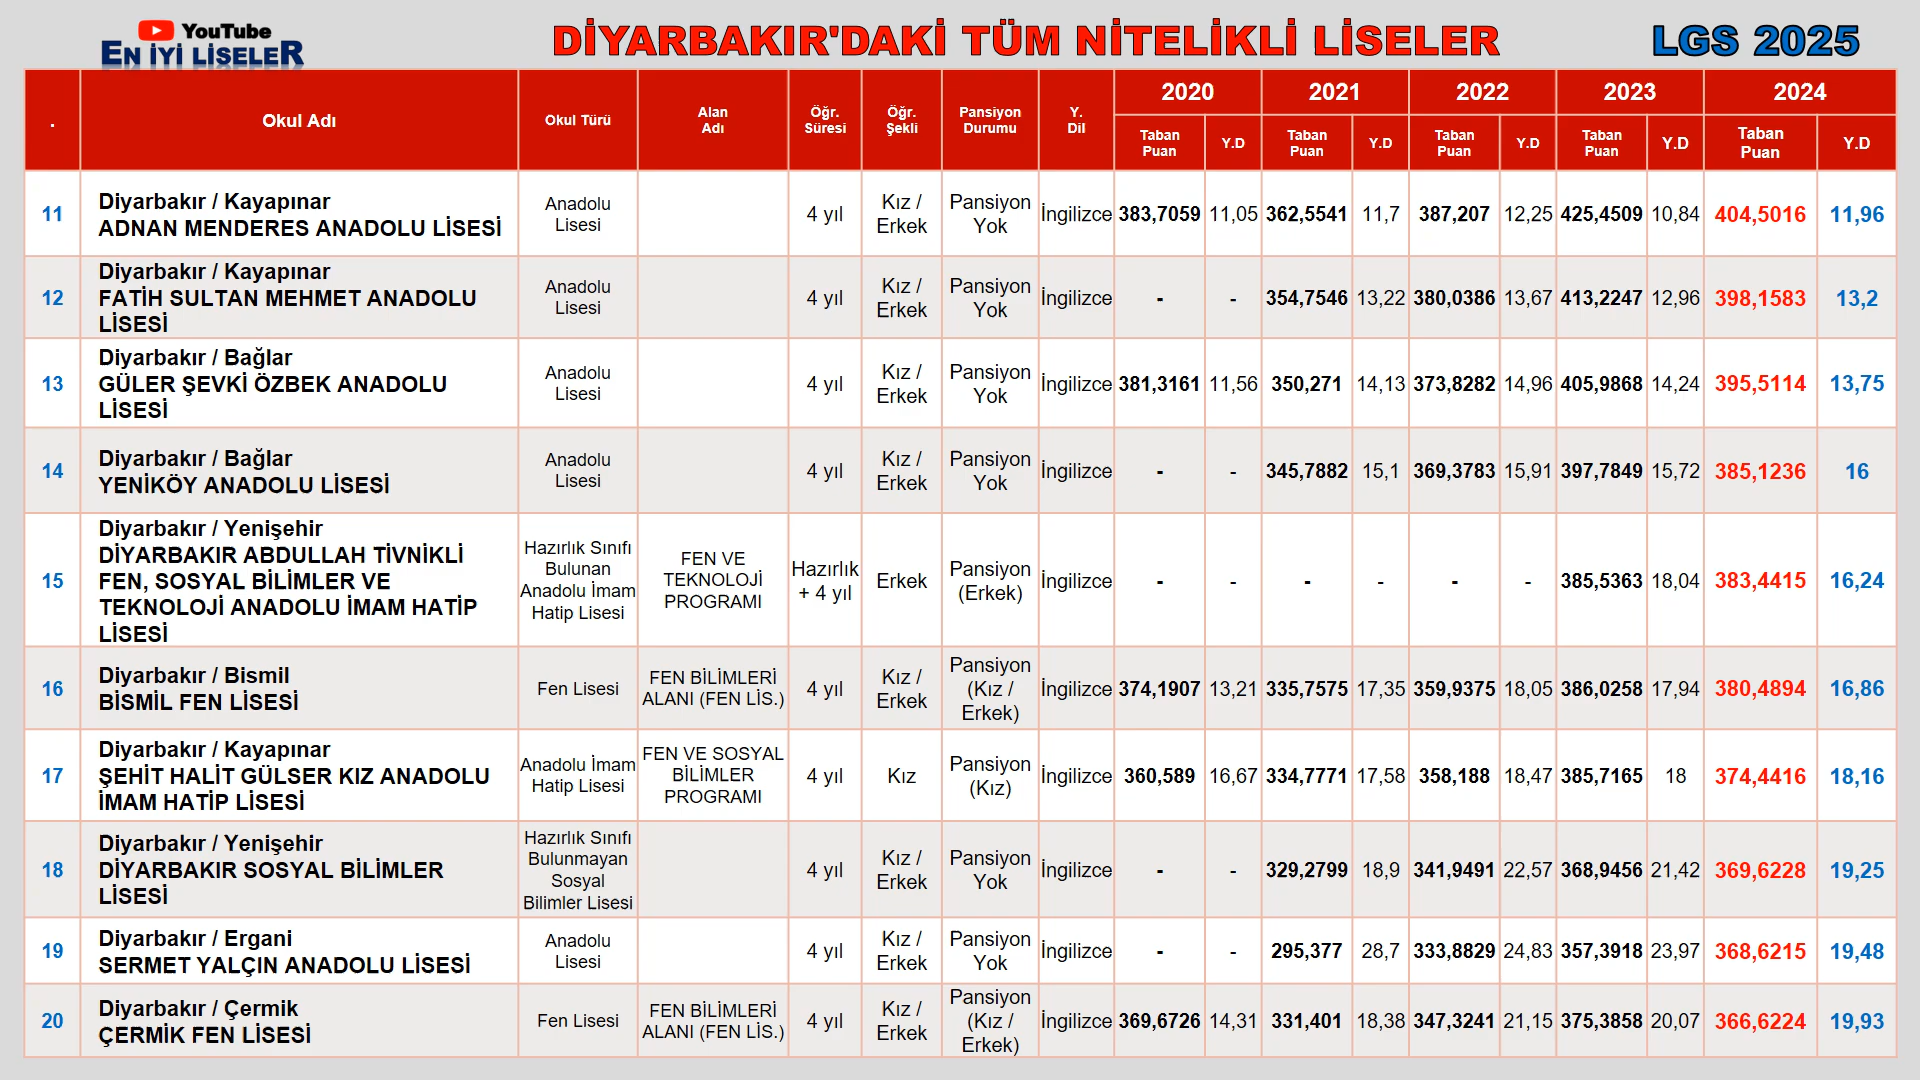 YouTube
EN İYİ LİSELER
DİYARBAKIR'DAKİ TÜM NİTELİKLİ LİSELER
LGS 2025
. Okul Adı Okul Türü Alan Adı Öğr. Süresi Öğr. Şekli Pansiyon Durumu Y. Dil 2020 2021 2022 2023 2024
Taban Puan Y.D Taban Puan Y.D Taban Puan Y.D Taban Puan Y.D Taban Puan Y.D
11 Diyarbakır / Kayapınar ADNAN MENDERES ANADOLU LİSESİ Anadolu Lisesi 4 yıl Kız / Erkek Pansiyon Yok İngilizce 383,7059 11,05 362,5541 11,7 387,207 12,25 425,4509 10,84 404,5016 11,96
12 Diyarbakır / Kayapınar FATİH SULTAN MEHMET ANADOLU LİSESİ Anadolu Lisesi 4 yıl Kız / Erkek Pansiyon Yok İngilizce - - 354,7546 13,22 380,0386 13,67 413,2247 12,96 398,1583 13,2
13 Diyarbakır / Bağlar GÜLER ŞEVKİ ÖZBEK ANADOLU LİSESİ Anadolu Lisesi 4 yıl Kız / Erkek Pansiyon Yok İngilizce 381,3161 11,56 350,271 14,13 373,8282 14,96 405,9868 14,24 395,5114 13,75
14 Diyarbakır / Bağlar YENİKÖY ANADOLU LİSESİ Anadolu Lisesi 4 yıl Kız / Erkek Pansiyon Yok İngilizce - - 345,7882 15,1 369,3783 15,91 397,7849 15,72 385,1236 16
15 Diyarbakır / Yenişehir DİYARBAKIR ABDULLAH TİVNİKLİ FEN, SOSYAL BİLİMLER VE TEKNOLOJİ ANADOLU İMAM HATİP LİSESİ Hazırlık Sınıfı Bulunan Anadolu İmam Hatip Lisesi FEN VE TEKNOLOJİ PROGRAMI Hazırlık + 4 yıl Erkek Pansiyon (Erkek) İngilizce - - - - - - 385,5363 18,04 383,4415 16,24
16 Diyarbakır / Bismil BİSMİL FEN LİSESİ Fen Lisesi FEN BİLİMLERİ ALANI (FEN LİS.) 4 yıl Kız / Erkek Pansiyon (Kız / Erkek) İngilizce 374,1907 13,21 335,7575 17,35 359,9375 18,05 386,0258 17,94 380,4894 16,86
17 Diyarbakır / Kayapınar ŞEHİT HALİT GÜLSER KIZ ANADOLU İMAM HATİP LİSESİ Anadolu İmam Hatip Lisesi FEN VE SOSYAL BİLİMLER PROGRAMI 4 yıl Kız Pansiyon (Kız) İngilizce 360,589 16,67 334,7771 17,58 358,188 18,47 385,7165 18 374,4416 18,16
18 Diyarbakır / Yenişehir DİYARBAKIR SOSYAL BİLİMLER LİSESİ Hazırlık Sınıfı Bulunmayan Sosyal Bilimler Lisesi 4 yıl Kız / Erkek Pansiyon Yok İngilizce - - 329,2799 18,9 341,9491 22,57 368,9456 21,42 369,6228 19,25
19 Diyarbakır / Ergani SERMET YALÇIN ANADOLU LİSESİ Anadolu Lisesi 4 yıl Kız / Erkek Pansiyon Yok İngilizce - - 295,377 28,7 333,8829 24,83 357,3918 23,97 368,6215 19,48
20 Diyarbakır / Çermik ÇERMİK FEN LİSESİ Fen Lisesi FEN BİLİMLERİ ALANI (FEN LİS.) 4 yıl Kız / Erkek Pansiyon (Kız / Erkek) İngilizce 369,6726 14,31 331,401 18,38 347,3241 21,15 375,3858 20,07 366,6224 19,93